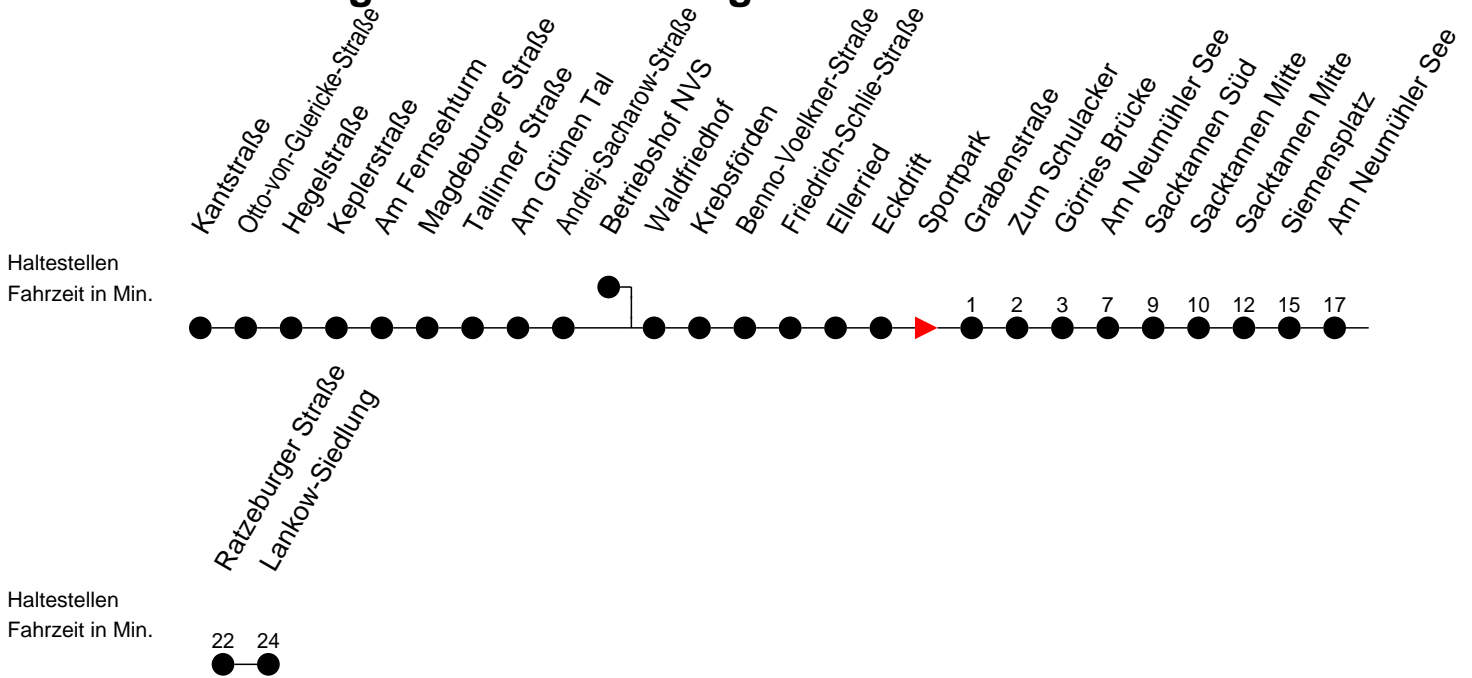 Kantstraße
Otto-von-Guericke-Straße
Hegelstraße
Keplerstraße
Am Fernsehturm
Magdeburger Straße
Tallinner Straße
Am Grünen Tal
Andrej-Sacharow-Straße
Betriebshof NVS
Waldfriedhof
Krebsförden
Benno-Voelkner-Straße
Friedrich-Schlie-Straße
Ellerried
Eckdrift
Sportpark
Grabenstraße
Zum Schulacker
Görries Brücke
Am Neumühler See
Sacktannen Süd
Sacktannen Mitte
Sacktannen Mitte
Siemensplatz
Am Neumühler See
Haltestellen
Fahrzeit in Min.
1 2 3 7 9 10 12 15 17
Ratzeburger Straße
Lankow-Siedlung
Haltestellen
Fahrzeit in Min.
22 24